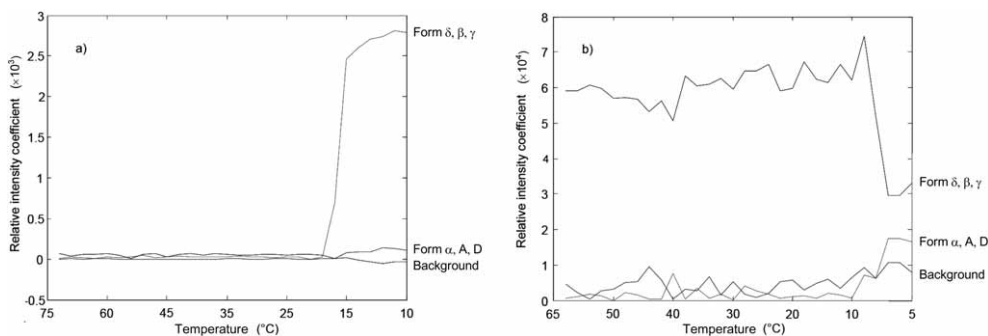 a)
Relative intensity coefficient (×10³)
3
2.5
2
1.5
1
0.5
0
-0.5
75
65
55
45
35
25
15
10
Temperature (°C)
Form δ, β, γ
Form α, A, D
Background
b)
Relative intensity coefficient (×10⁴)
8
7
6
5
4
3
2
1
0
65
60
50
40
30
20
10
5
Temperature (°C)
Form δ, β, γ
Form α, A, D
Background